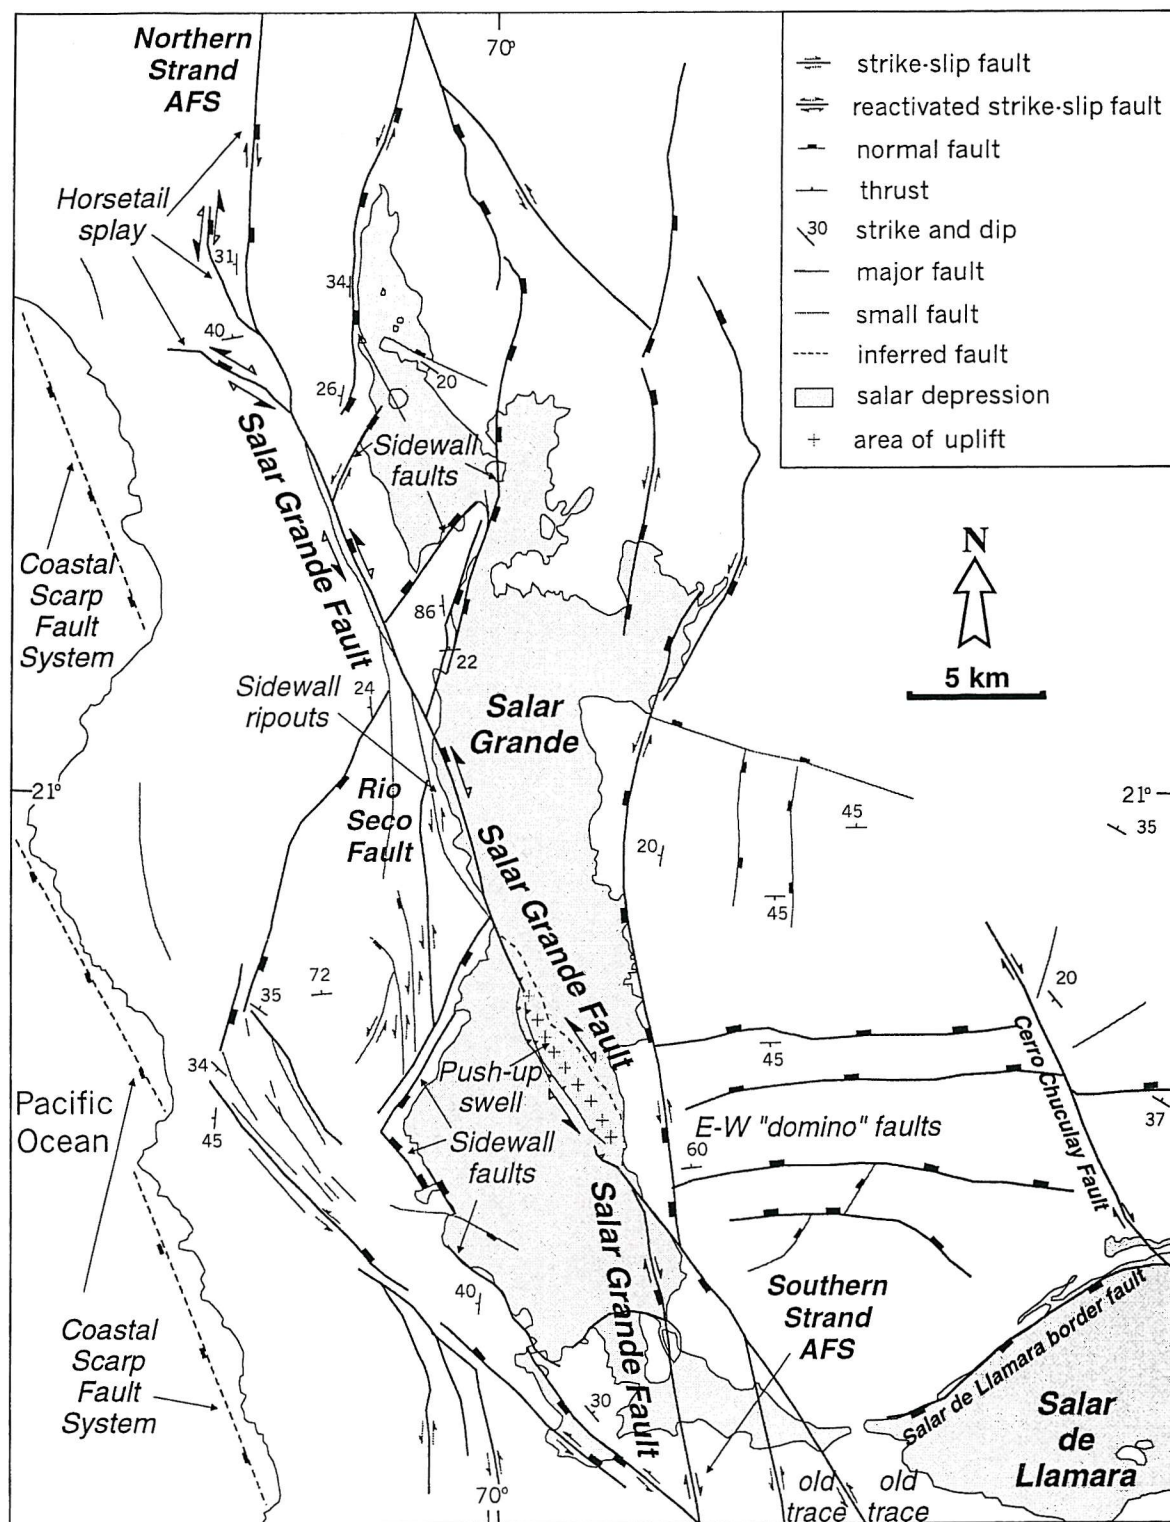 Northern
Strand
AFS
70°
strike-slip fault
reactivated strike-slip fault
normal fault
thrust
30 strike and dip
major fault
small fault
inferred fault
salar depression
area of uplift
Horsetail
splay
31
34
40
26
20
Sidewall
faults
Salar Grande Fault
Coastal
Scarp
Fault
System
N
5 km
86
22
24
Sidewall
ripouts
Salar
Grande
21°
Rio
Seco
Fault
Salar Grande Fault
45
21°
35
20
45
72
35
20
34
45
Push-up
swell
45
Cerro Chuculay Fault
37
Pacific
Ocean
E-W "domino" faults
60
Sidewall
faults
Salar Grande Fault
40
Southern
Strand
AFS
Coastal
Scarp
Fault
System
30
Salar de Llamara border fault
Salar
de
Llamara
70°
old
trace
old
trace